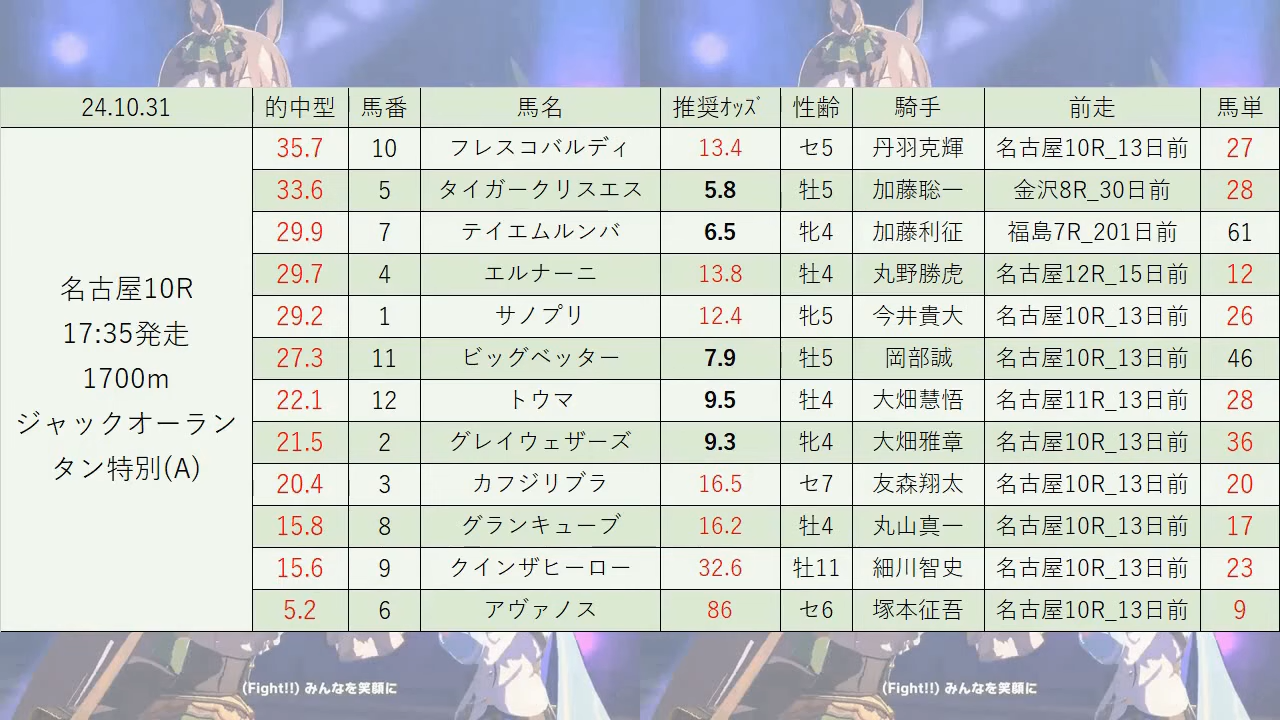 24.10.31 的中型 馬番 馬名 推奨ｵｯｽﾞ 性齢 騎手 前走 馬単
名古屋10R
17:35発走
1700m
ジャックオーラン
タン特別(A)
35.7 10 フレスコバルディ 13.4 セ5 丹羽克輝 名古屋10R_13日前 27
33.6 5 タイガークリスエス 5.8 牡5 加藤聡一 金沢8R_30日前 28
29.9 7 テイエムルンバ 6.5 牝4 加藤利征 福島7R_201日前 61
29.7 4 エルナーニ 13.8 牡4 丸野勝虎 名古屋12R_15日前 12
29.2 1 サノプリ 12.4 牝5 今井貴大 名古屋10R_13日前 26
27.3 11 ビッグベッター 7.9 牡5 岡部誠 名古屋10R_13日前 46
22.1 12 トウマ 9.5 牡4 大畑慧悟 名古屋11R_13日前 28
21.5 2 グレイウェザーズ 9.3 牝4 大畑雅章 名古屋10R_13日前 36
20.4 3 カフジリブラ 16.5 セ7 友森翔太 名古屋10R_13日前 20
15.8 8 グランキューブ 16.2 牡4 丸山真一 名古屋10R_13日前 17
15.6 9 クインザヒーロー 32.6 牡11 細川智史 名古屋10R_13日前 23
5.2 6 アヴァノス 86 セ6 塚本征吾 名古屋10R_13日前 9
(Fight!!) みんなを笑顔に (Fight!!) みんなを笑顔に